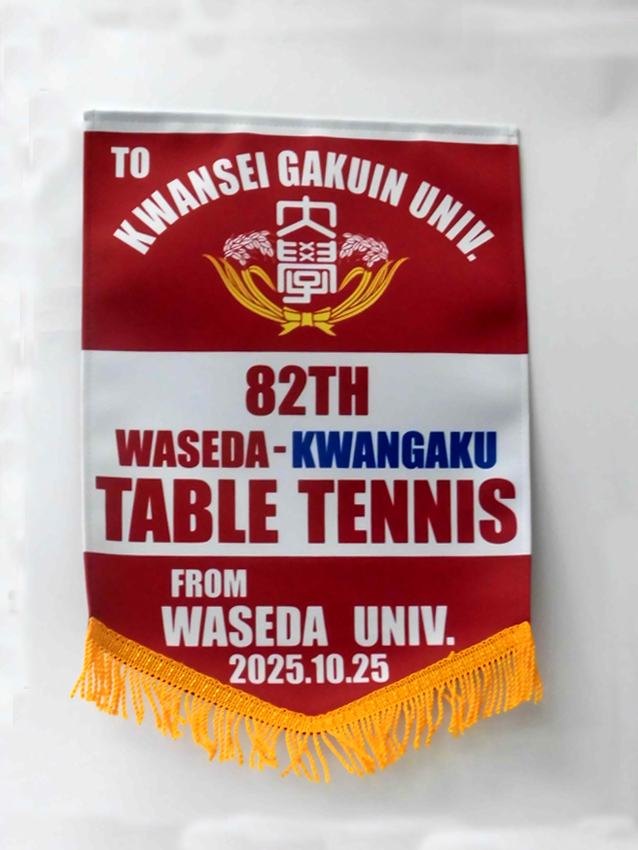 TO
KWANSEI GAKUIN UNIV.
大
學
82TH
WASEDA-KWANGAKU
TABLE TENNIS
FROM
WASEDA UNIV.
2025.10.25